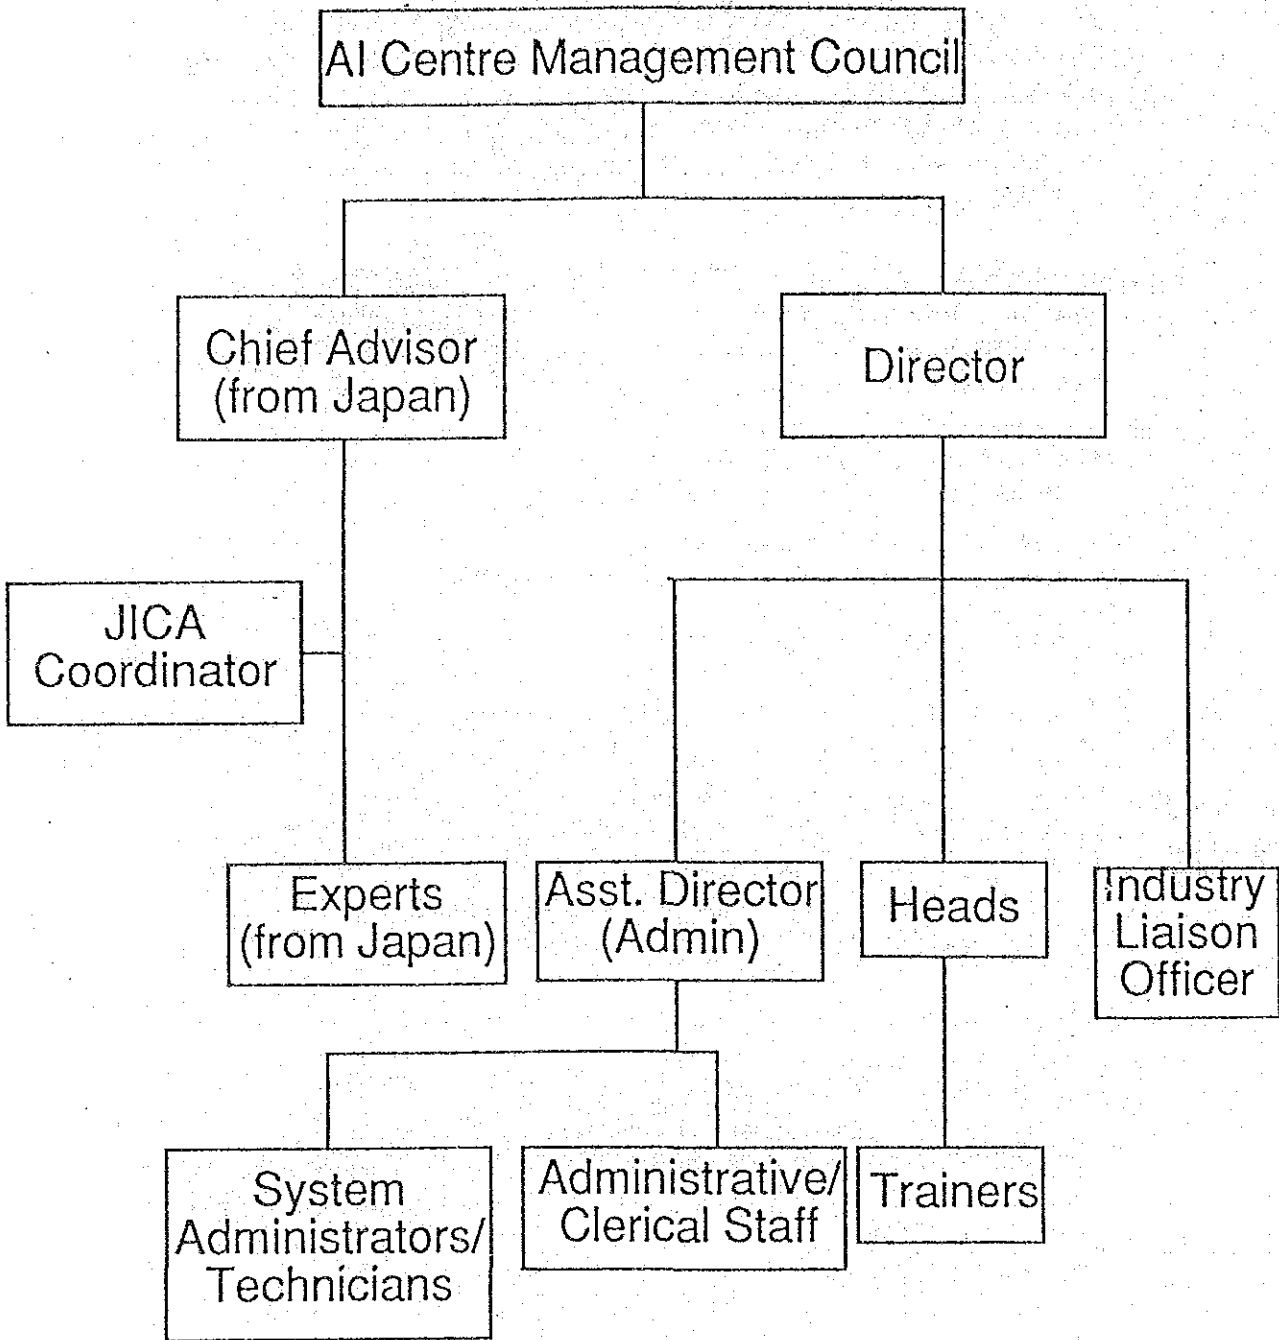 AI Centre Management Council
Chief Advisor
(from Japan)
Director
JICA
Coordinator
Experts
(from Japan)
Asst. Director
(Admin)
Heads
Industry
Liaison
Officer
System
Administrators/
Technicians
Administrative/
Clerical Staff
Trainers